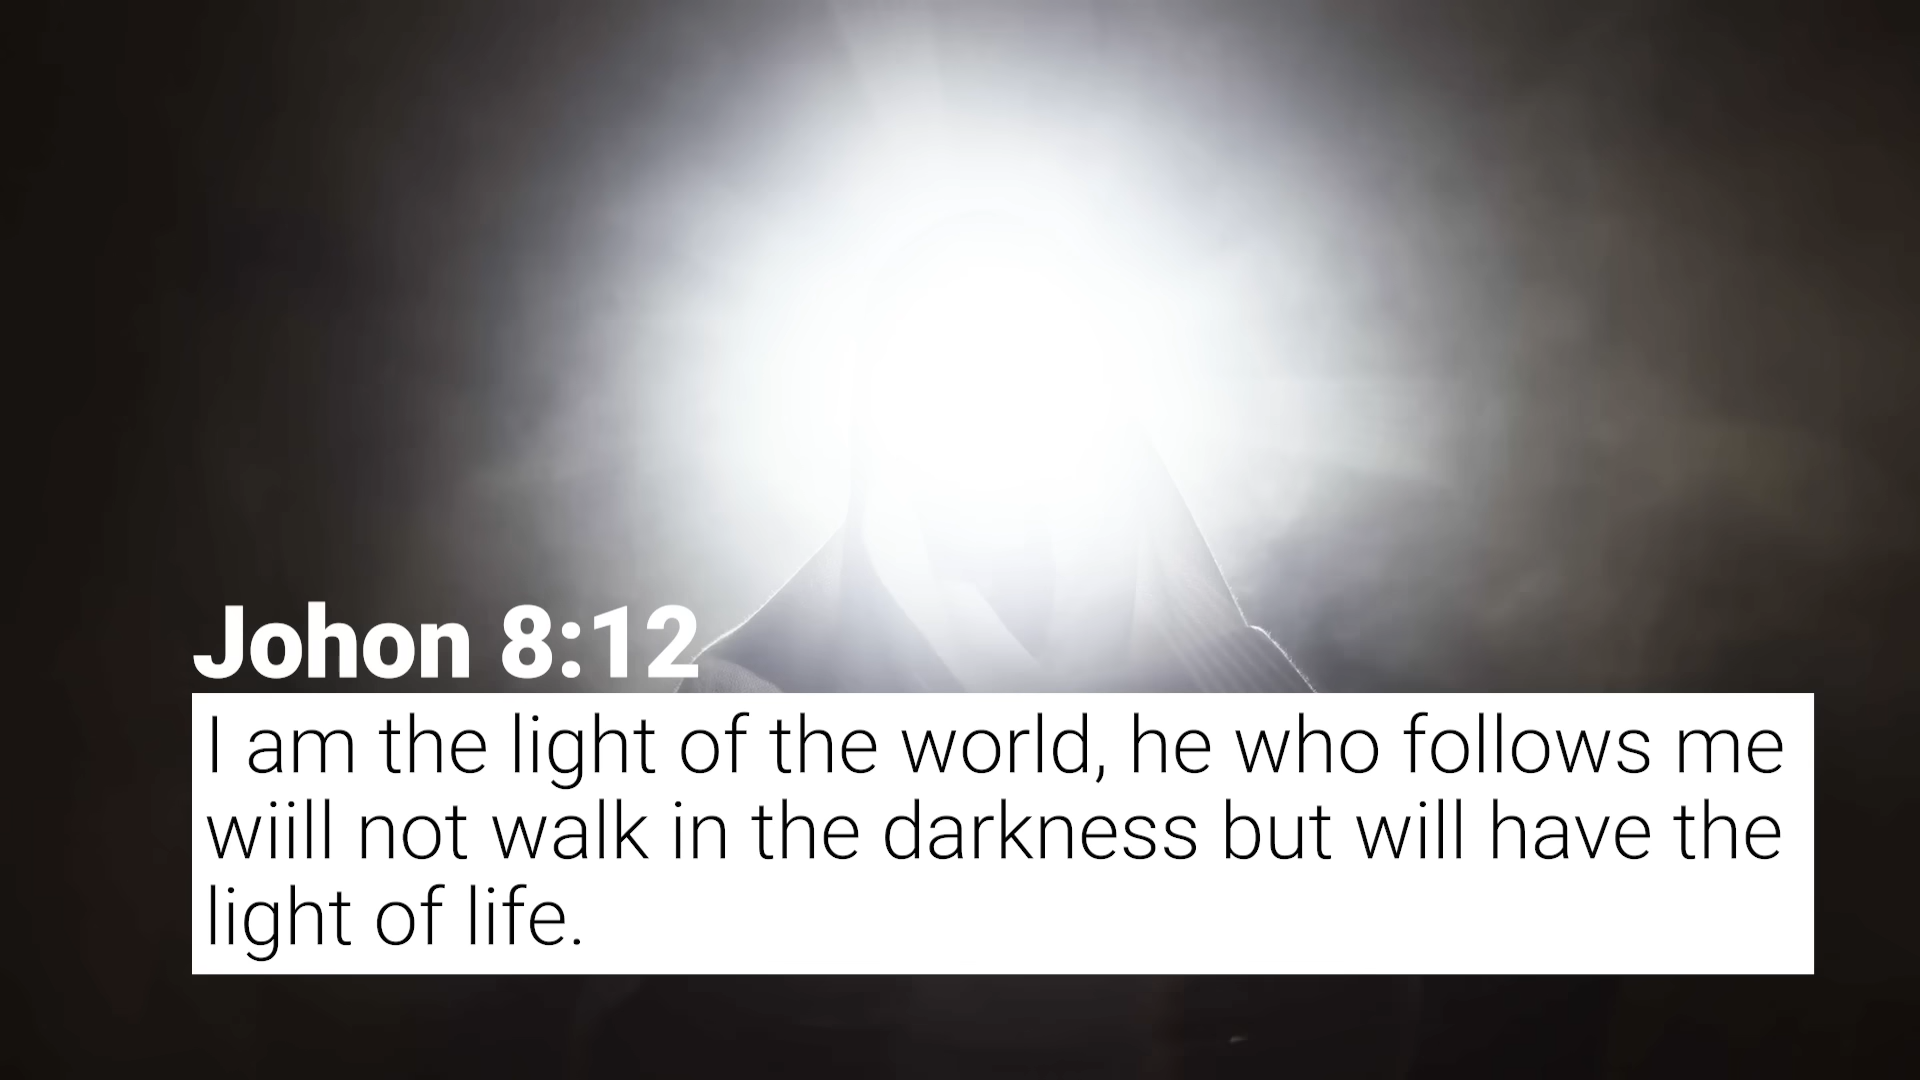 Johon 8:12
I am the light of the world, he who follows me
wiill not walk in the darkness but will have the
light of life.